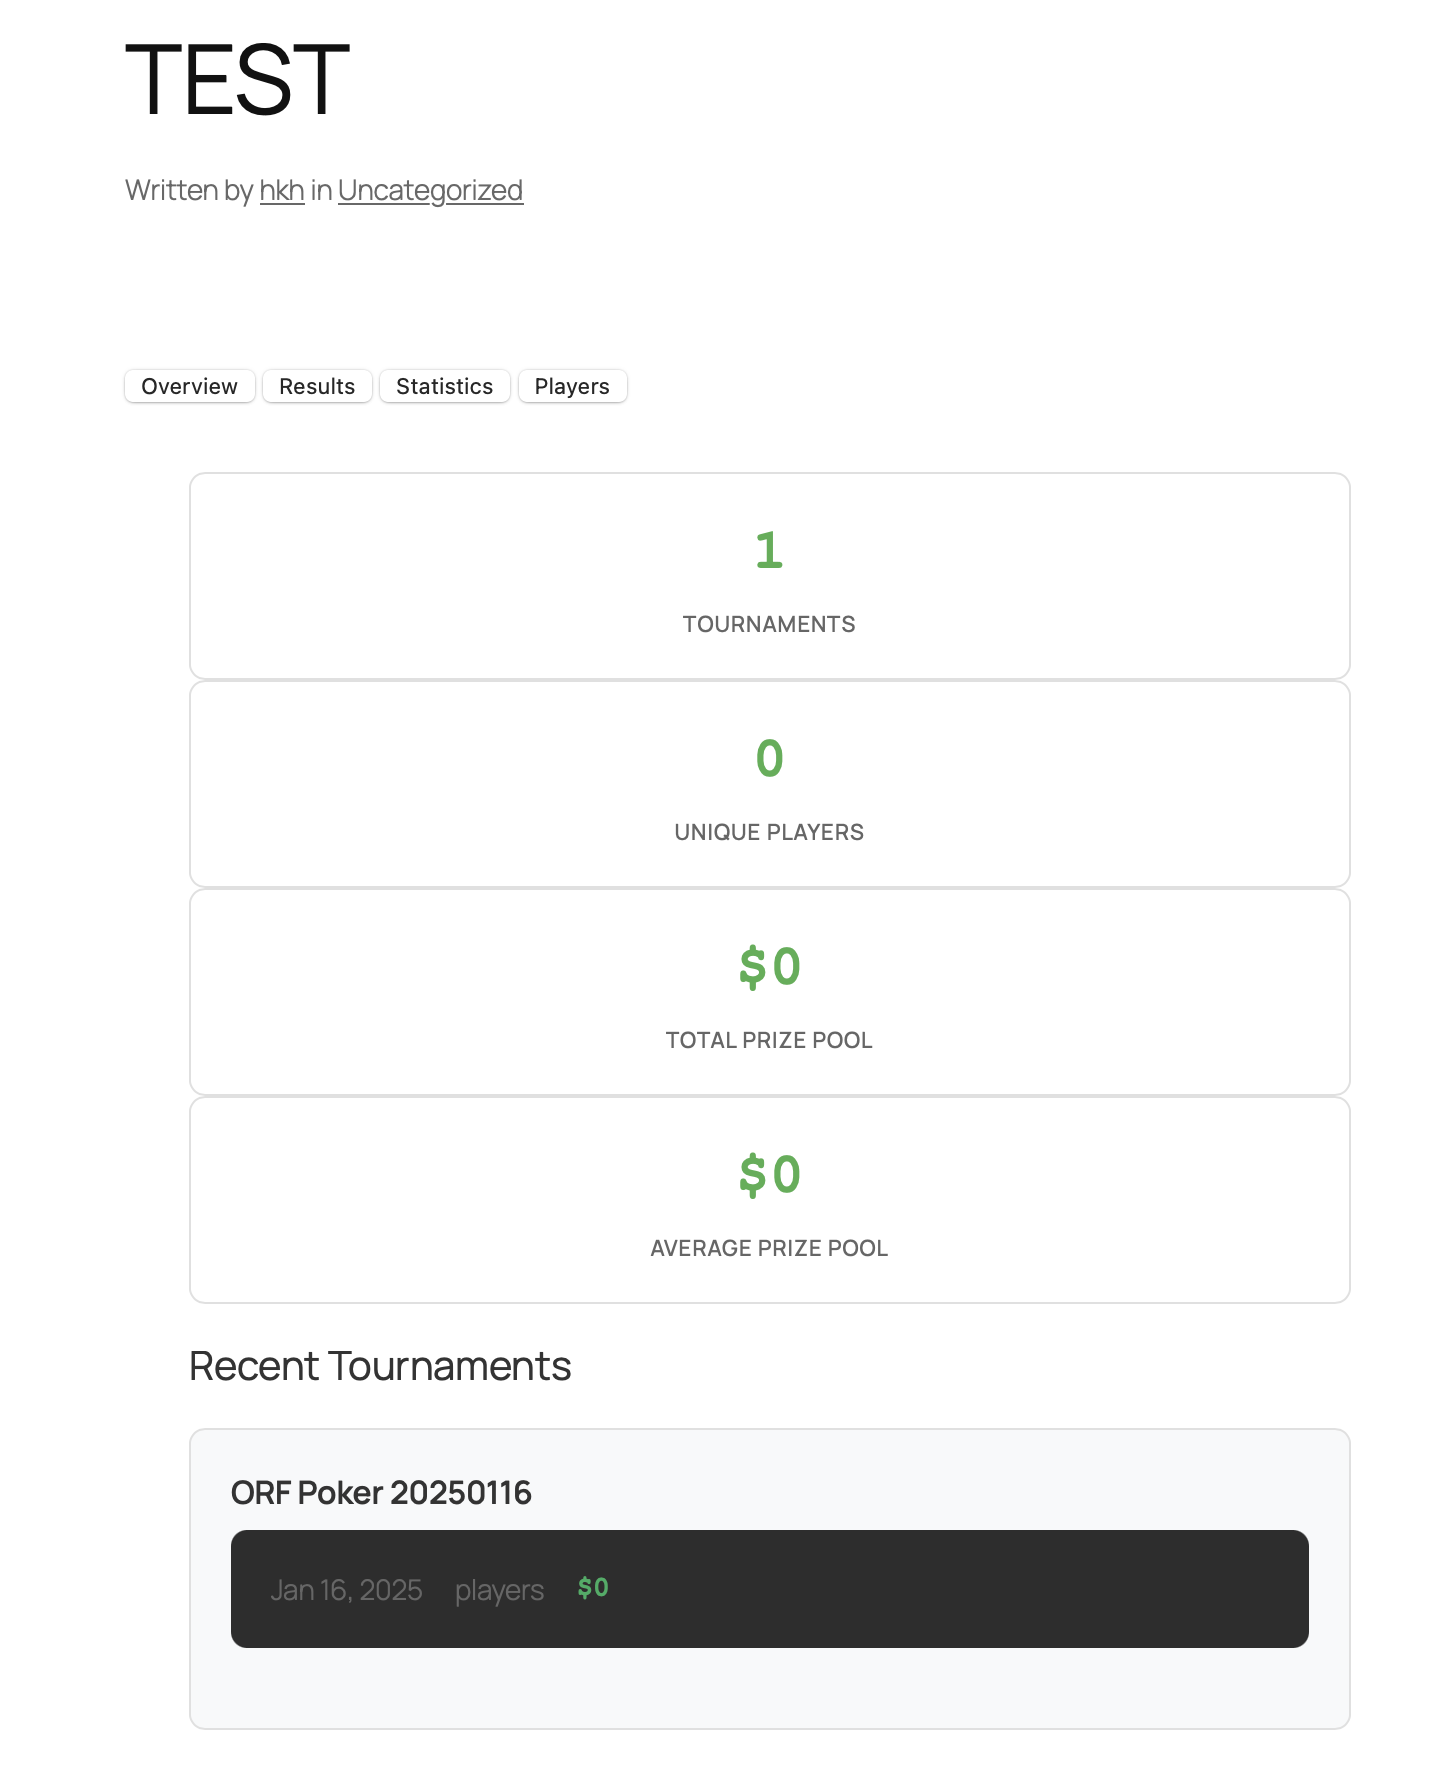 TEST
Written by hkh in Uncategorized
Overview Results Statistics Players
1
TOURNAMENTS
0
UNIQUE PLAYERS
$0
TOTAL PRIZE POOL
$0
AVERAGE PRIZE POOL
Recent Tournaments
ORF Poker 20250116
Jan 16, 2025 players $0